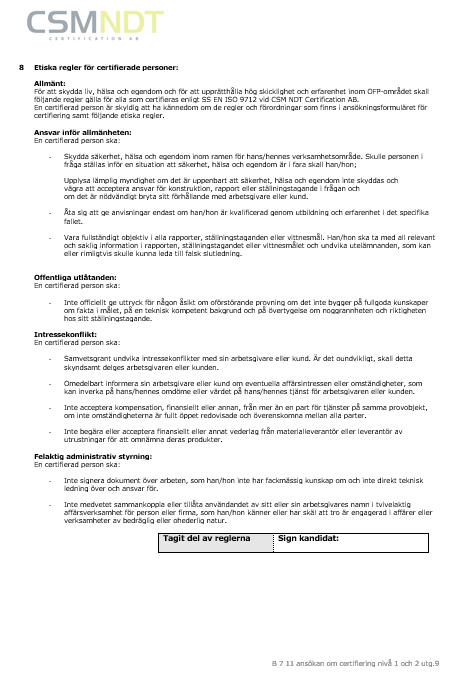 CSMNDT
CERTIFICATION AB
8 Etiska regler för certifierade personer:
Allmänt:
För att skydda liv, hälsa och egendom och för att upprätthålla hög skicklighet och erfarenhet inom OFP-området skall
följande regler gälla för alla som certifieras enligt SS EN ISO 9712 vid CSM NDT Certification AB.
En certifierad person är skyldig att ha kännedom om de regler och förordningar som finns i ansökningsformuläret för
certifiering samt följande etiska regler.
Ansvar inför allmänheten:
En certifierad person ska:
- Skydda säkerhet, hälsa och egendom inom ramen för hans/hennes verksamhetsområde. Skulle personen i
fråga ställas inför en situation att säkerhet, hälsa och egendom är i fara skall han/hon;
Upplysa lämplig myndighet om det är uppenbart att säkerhet, hälsa och egendom inte skyddas och
vägra att acceptera ansvar för konstruktion, rapport eller ställningstagande i frågan och
om det är nödvändigt bryta sitt förhållande med arbetsgivare eller kund.
- Åta sig att ge anvisningar endast om han/hon är kvalificerad genom utbildning och erfarenhet i det specifika
fallet.
- Vara fullständigt objektiv i alla rapporter, ställningstaganden eller vittnesmål. Han/hon ska ta med all relevant
och saklig information i rapporten, ställningstagandet eller vittnesmålet och undvika utelämnanden, som kan
eller rimligtvis skulle kunna leda till falsk slutledning.
Offentliga utlåtanden:
En certifierad person ska:
- Inte officiellt ge uttryck för någon åsikt om oförstörande provning om det inte bygger på fullgoda kunskaper
om fakta i målet, på en teknisk kompetent bakgrund och på övertygelse om noggrannheten och riktigheten
hos sitt ställningstagande.
Intressekonflikt:
En certifierad person ska:
- Samvetsgrant undvika intressekonflikter med sin arbetsgivare eller kund. Är det oundvikligt, skall detta
skyndsamt delges arbetsgivaren eller kunden.
- Omedelbart informera sin arbetsgivare eller kund om eventuella affärsintressen eller omständigheter, som
kan inverka på hans/hennes omdöme eller värdet på hans/hennes tjänst för arbetsgivaren eller kunden.
- Inte acceptera kompensation, finansiellt eller annan, från mer än en part för tjänster på samma provobjekt,
om inte omständigheterna är fullt öppet redovisade och överenskomna mellan alla parter.
- Inte begära eller acceptera finansiellt eller annat vederlag från materialleverantör eller leverantör av
utrustningar för att omnämna deras produkter.
Felaktig administrativ styrning:
En certifierad person ska:
- Inte signera dokument över arbeten, som han/hon inte har fackmässig kunskap om och inte direkt teknisk
ledning över och ansvar för.
- Inte medvetet sammankoppla eller tillåta användandet av sitt eller sin arbetsgivares namn i tvivelaktig
affärsverksamhet för person eller firma, som han/hon känner eller har skäl att tro är engagerad i affärer eller
verksamheter av bedräglig eller ohederlig natur.
Tagit del av reglerna Sign kandidat:
B 7 11 ansökan om certifiering nivå 1 och 2 utg.9